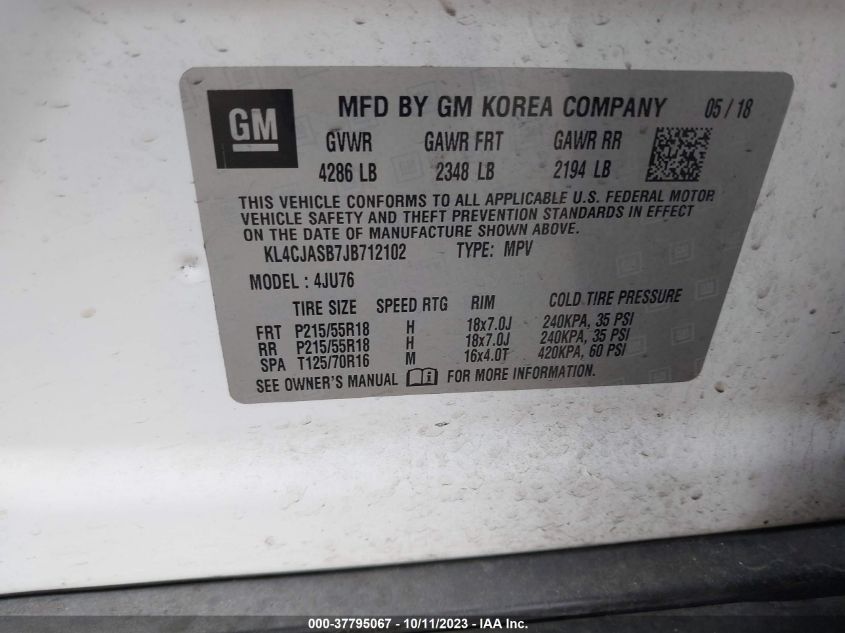 GM
MFD BY GM KOREA COMPANY 05 / 18
GVWR GAWR FRT GAWR RR
4286 LB 2348 LB 2194 LB
THIS VEHICLE CONFORMS TO ALL APPLICABLE U.S. FEDERAL MOTOR
VEHICLE SAFETY AND THEFT PREVENTION STANDARDS IN EFFECT
ON THE DATE OF MANUFACTURE SHOWN ABOVE.
KL4CJASB7JB712102 TYPE: MPV
MODEL : 4JU76
TIRE SIZE SPEED RTG RIM COLD TIRE PRESSURE
FRT P215/55R18 H 18x7.0J 240KPA, 35 PSI
RR P215/55R18 H 18x7.0J 240KPA, 35 PSI
SPA T125/70R16 M 16x4.0T 420KPA, 60 PSI
SEE OWNER'S MANUAL FOR MORE INFORMATION.
000-37795067 - 10/11/2023 - IAA Inc.